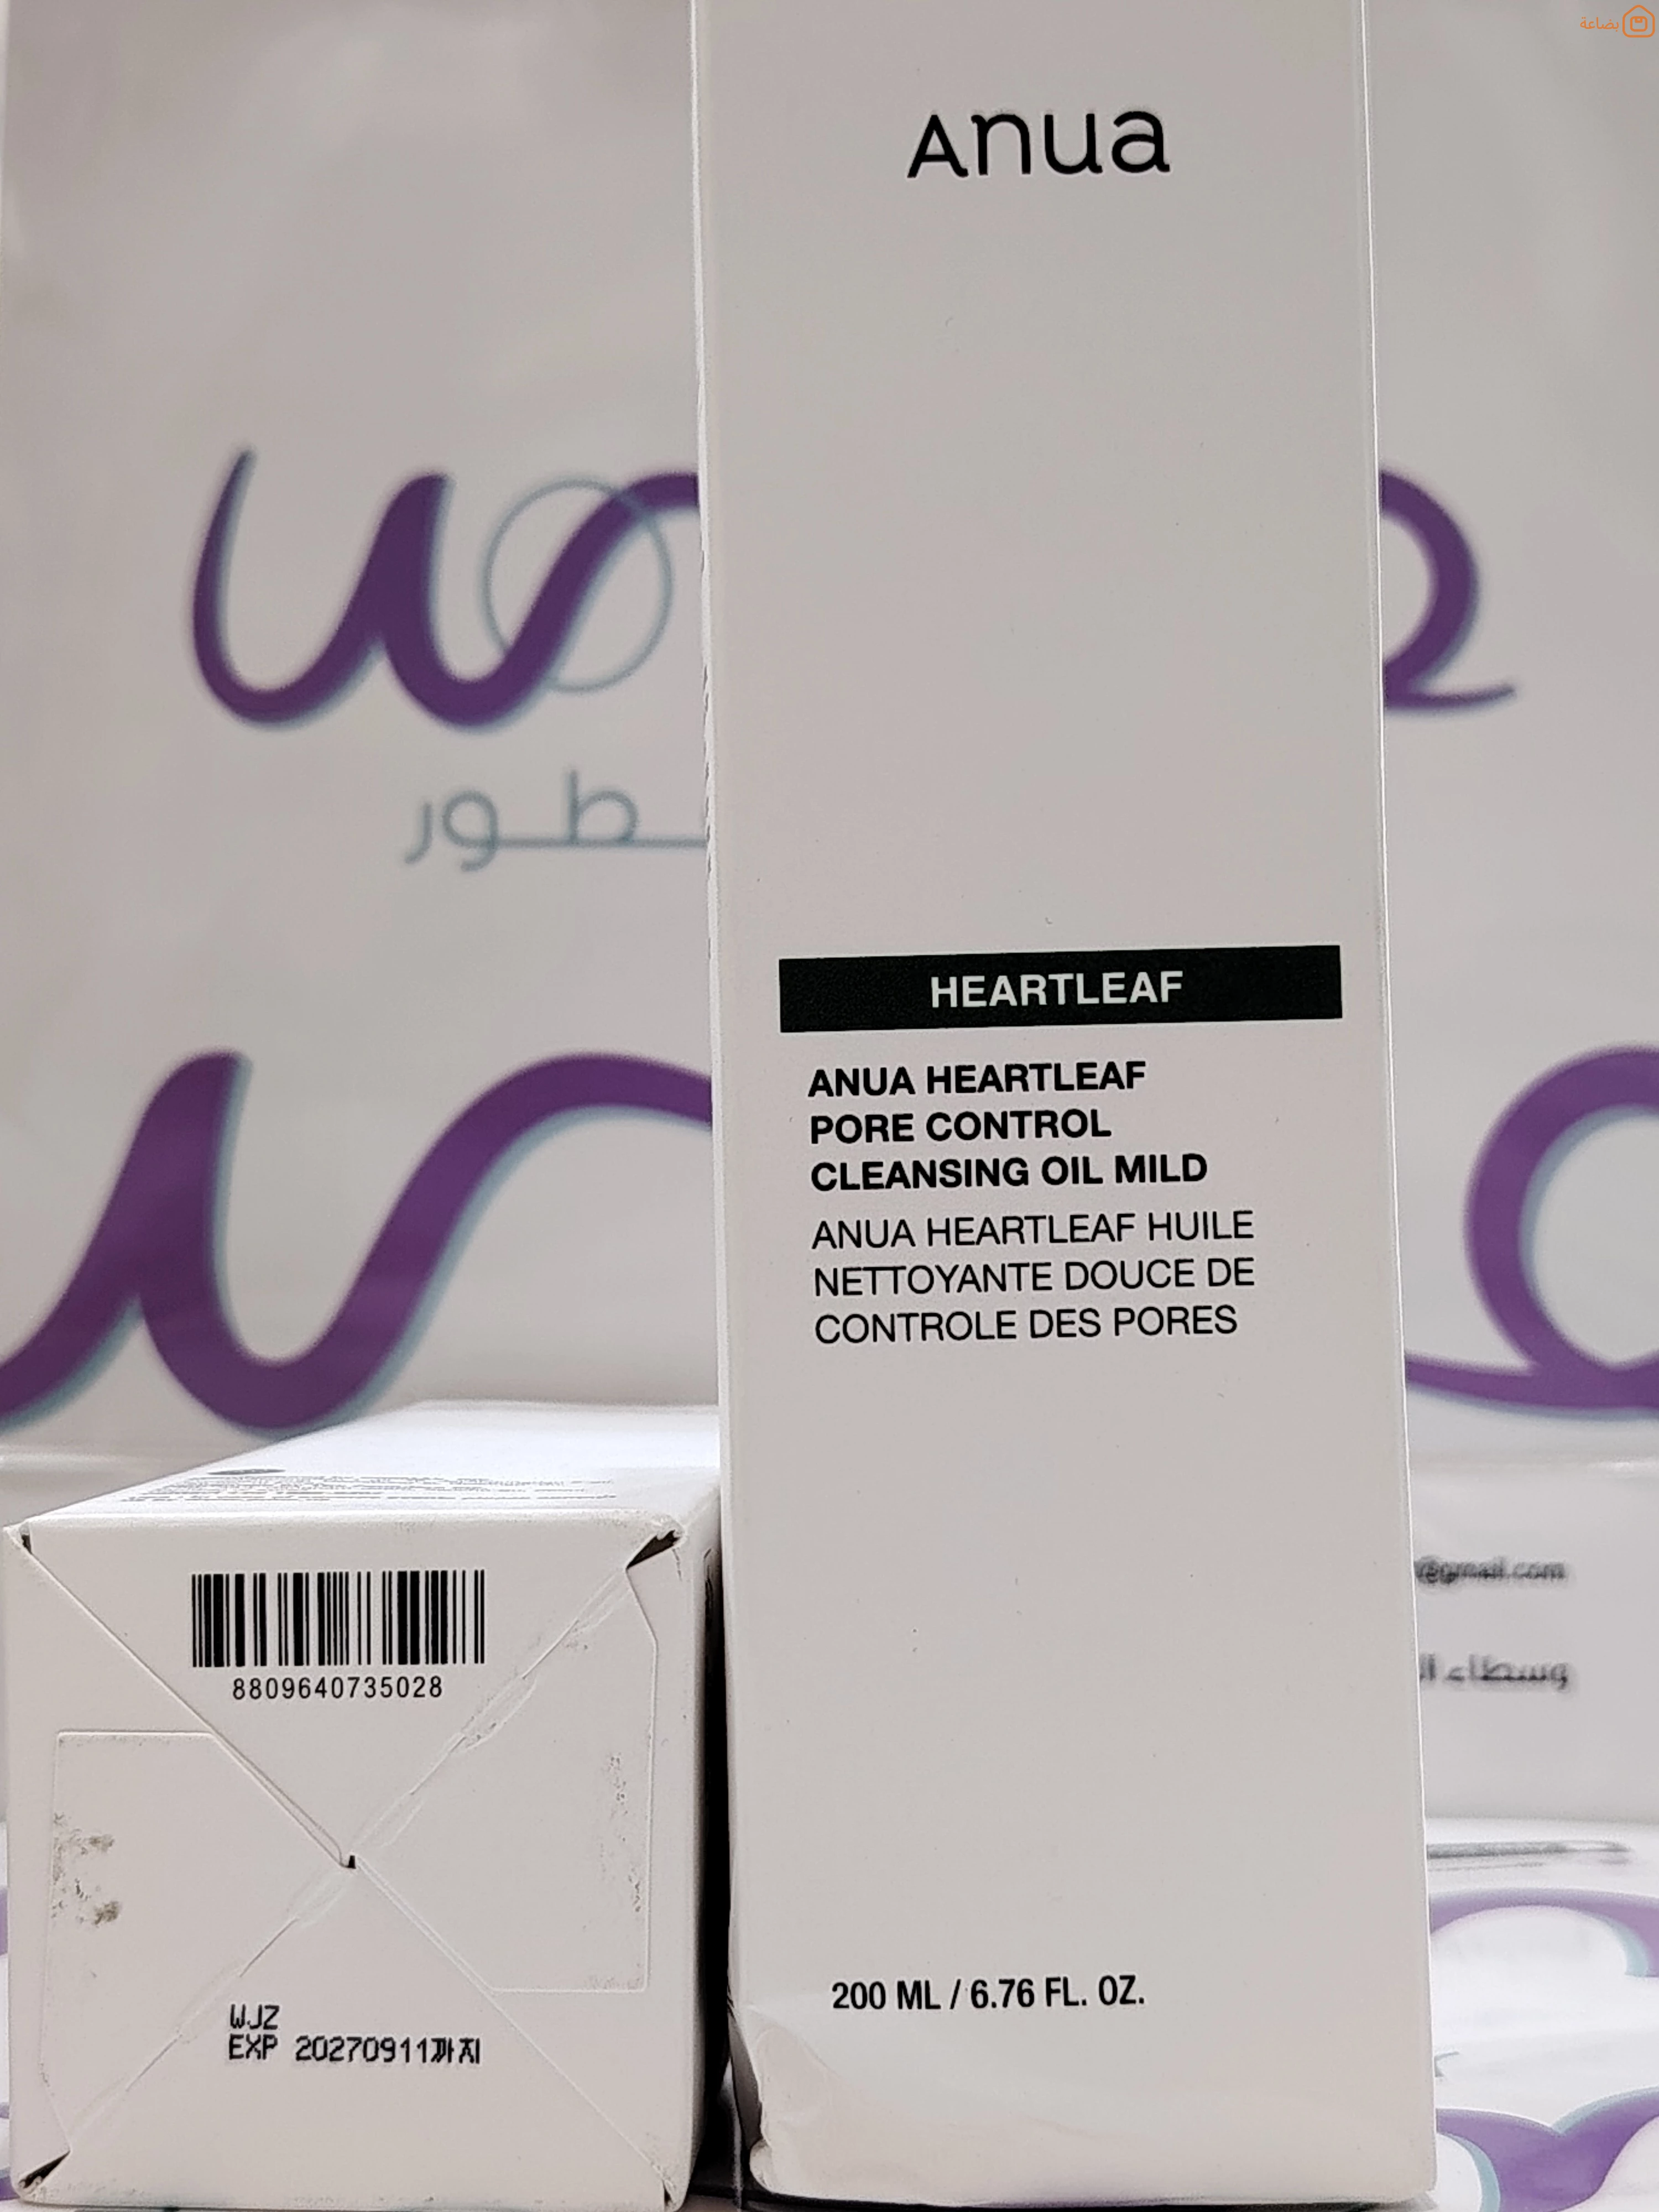 بضاعة
Anua
HEARTLEAF
ANUA HEARTLEAF
PORE CONTROL
CLEANSING OIL MILD
ANUA HEARTLEAF HUILE
NETTOYANTE DOUCE DE
CONTROLE DES PORES
200 ML / 6.76 FL. OZ.
8809640735028
WJZ
EXP 20270911까지
@gmail.com
وسطاء